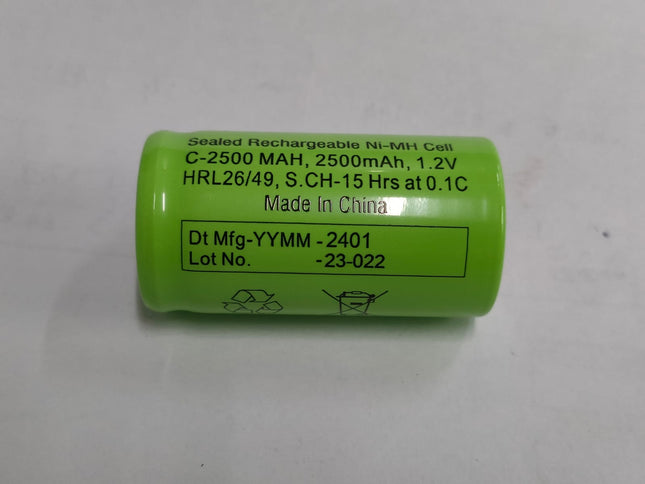 Sealed Rechargeable Ni-MH Cell
C-2500 MAH, 2500mAh, 1.2V
HRL26/49, S.CH-15 Hrs at 0.1C
Made In China
Dt Mfg-YYMM -2401
Lot No. -23-022